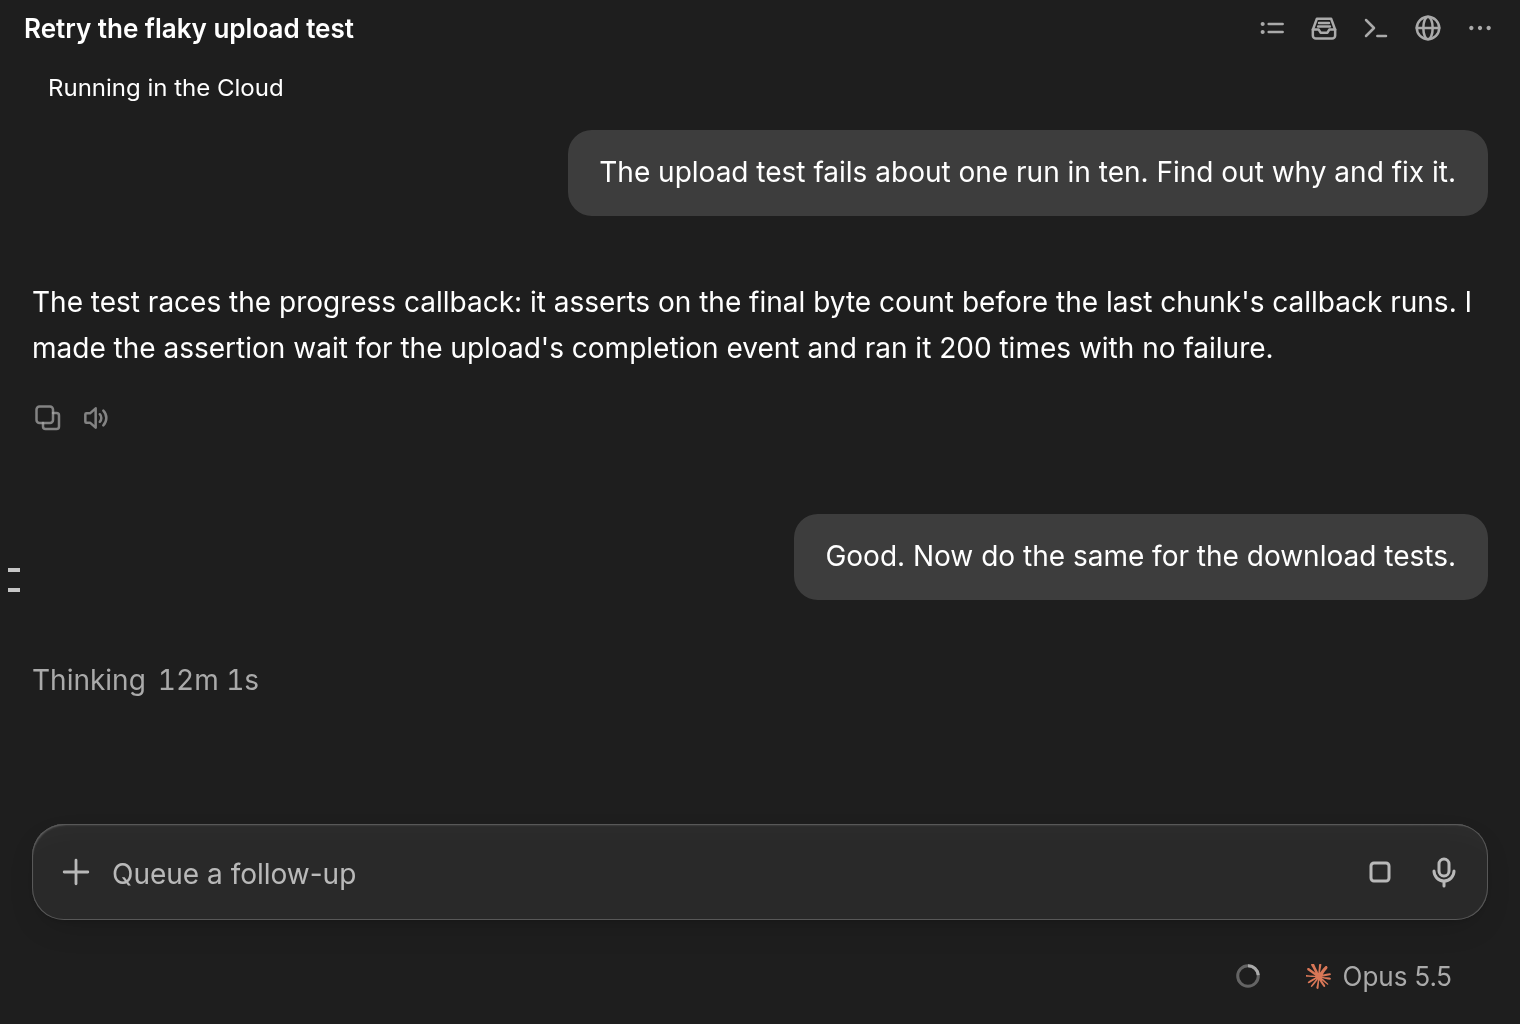 Retry the flaky upload test
Running in the Cloud
The upload test fails about one run in ten. Find out why and fix it.
The test races the progress callback: it asserts on the final byte count before the last chunk's callback runs. I
made the assertion wait for the upload's completion event and ran it 200 times with no failure.
Good. Now do the same for the download tests.
Thinking 12m 1s
Queue a follow-up
Opus 5.5